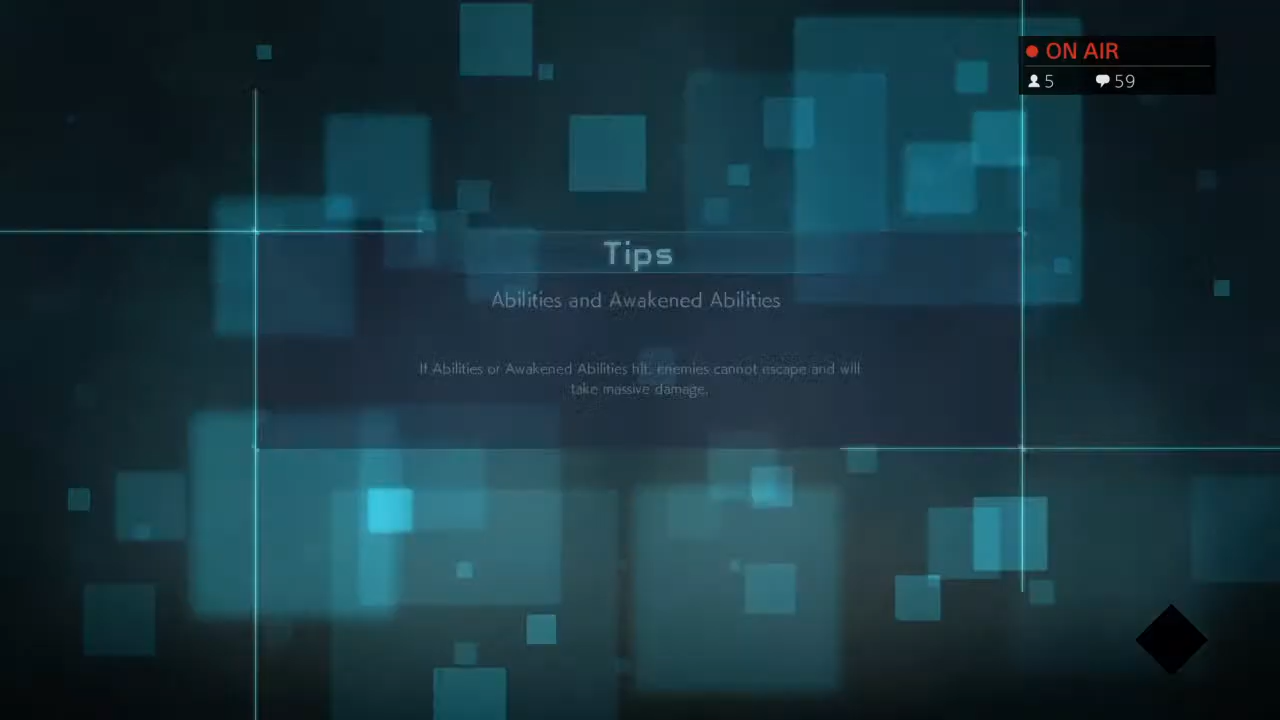 ON AIR
5 59
Tips
Abilities and Awakened Abilities
If Abilities or Awakened Abilities hit, enemies cannot escape and will
take massive damage.